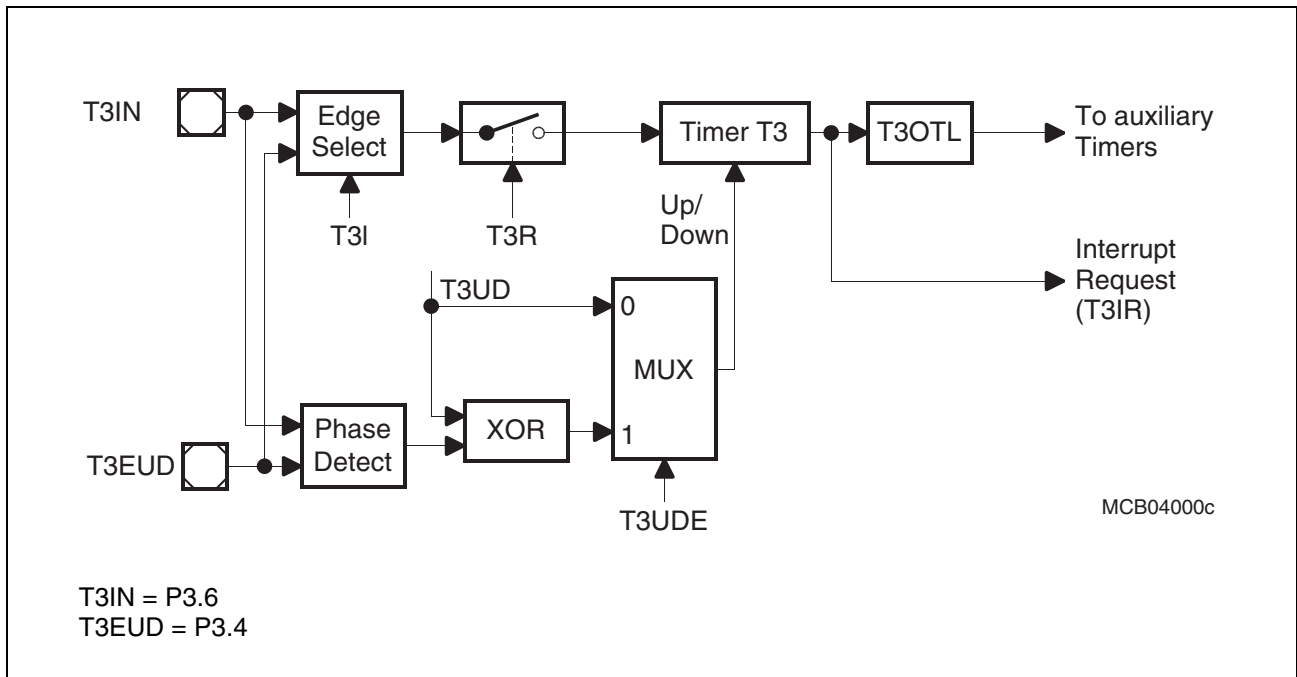 T3IN
Edge
Select
T3I
T3R
Timer T3
T3OTL
To auxiliary
Timers
Up/
Down
Interrupt
Request
(T3IR)
T3UD
0
MUX
1
XOR
Phase
Detect
T3EUD
T3UDE
MCB04000c
T3IN = P3.6
T3EUD = P3.4